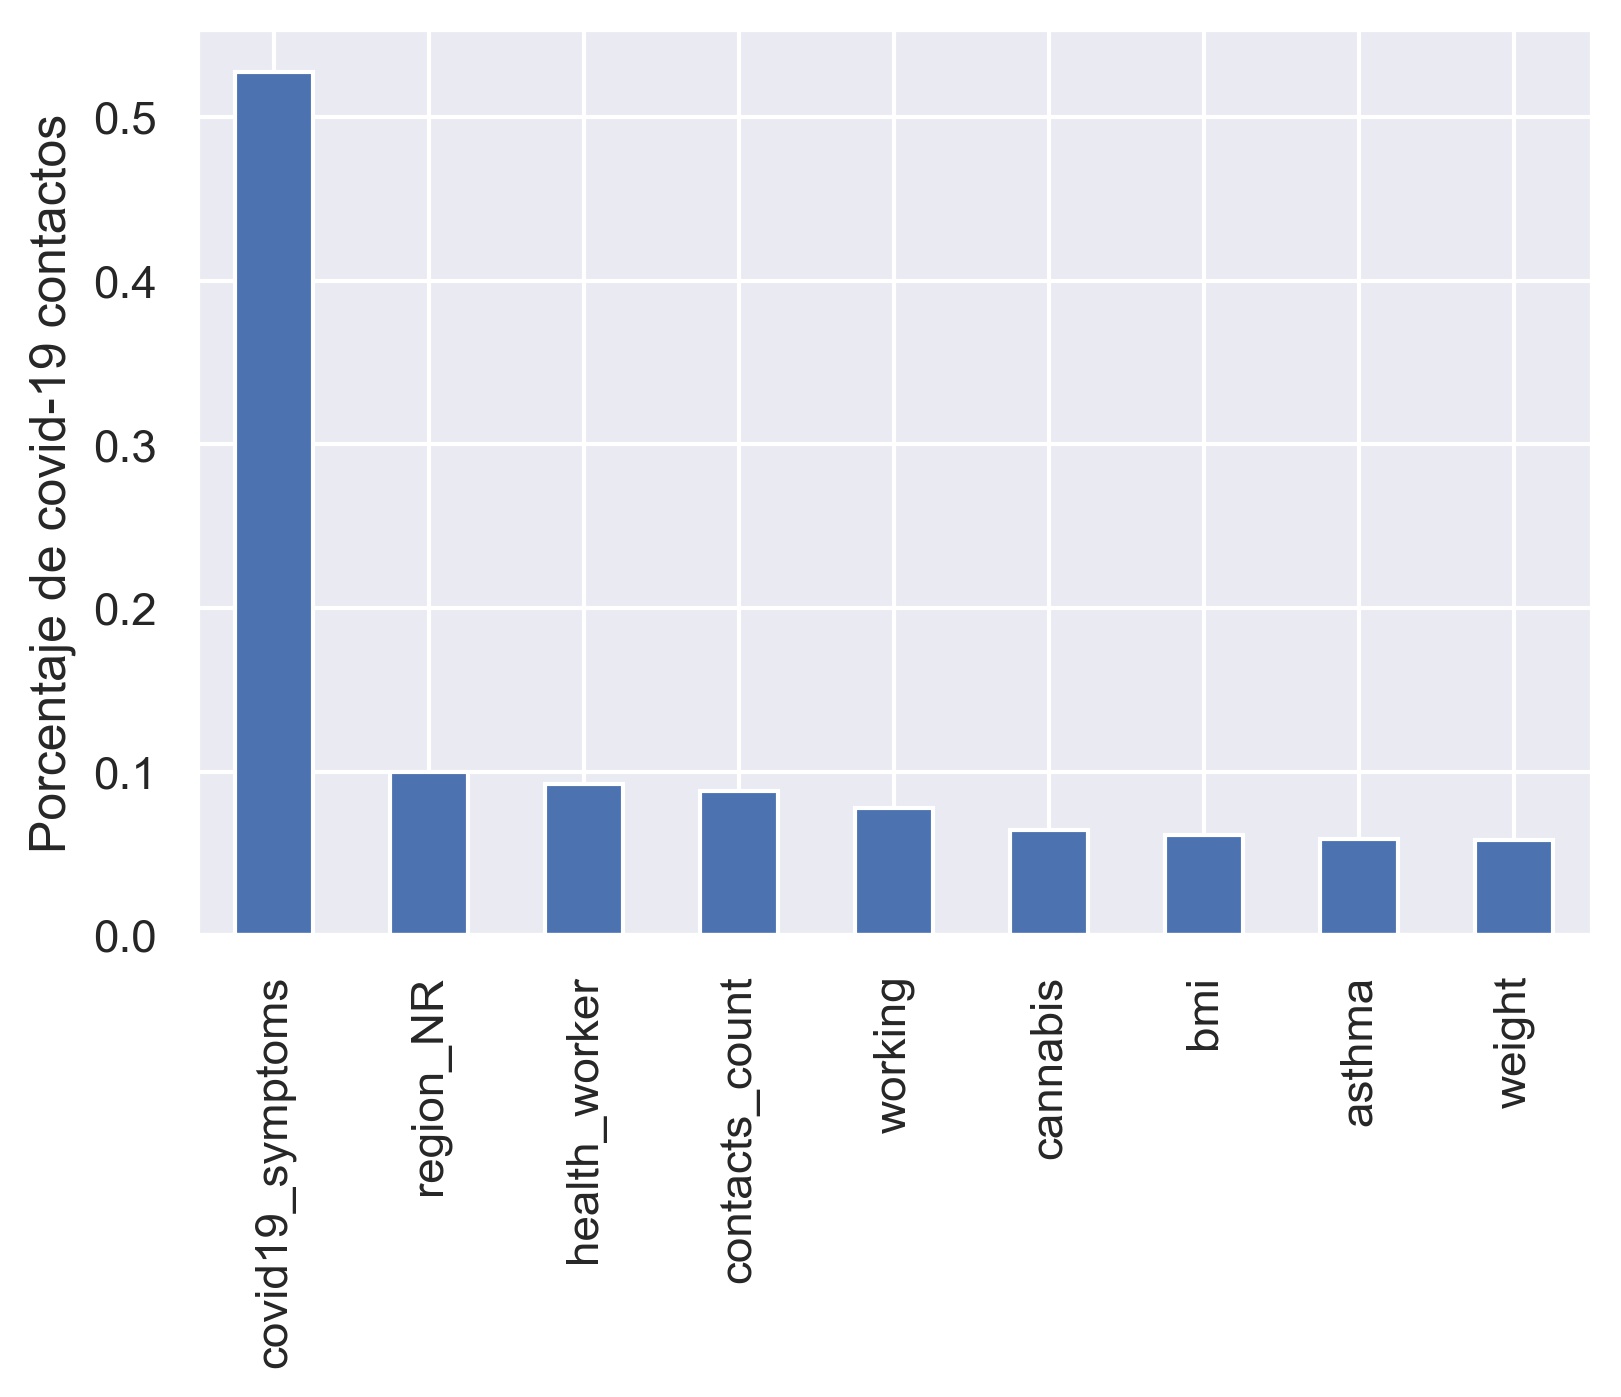 Porcentaje de covid-19 contactos
0.5
0.4
0.3
0.2
0.1
0.0
covid19_symptoms
region_NR
health_worker
contacts_count
working
cannabis
bmi
asthma
weight